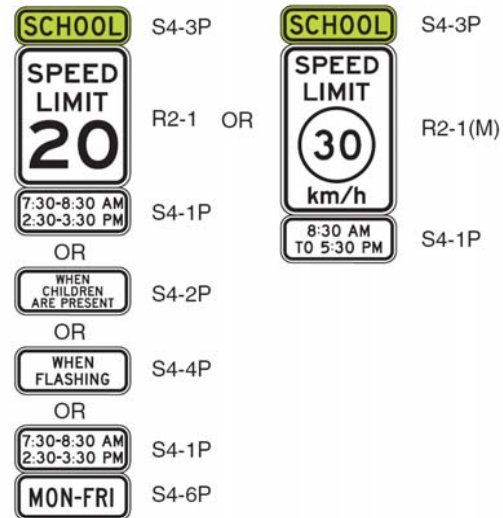 SCHOOL S4-3P
SPEED
LIMIT
20
R2-1 OR
7:30-8:30 AM
2:30-3:30 PM
S4-1P
OR
WHEN
CHILDREN
ARE PRESENT
S4-2P
OR
WHEN
FLASHING
S4-4P
OR
7:30-8:30 AM
2:30-3:30 PM
S4-1P
MON-FRI S4-6P
SCHOOL S4-3P
SPEED
LIMIT
30
km/h
R2-1(M)
8:30 AM
TO 5:30 PM
S4-1P